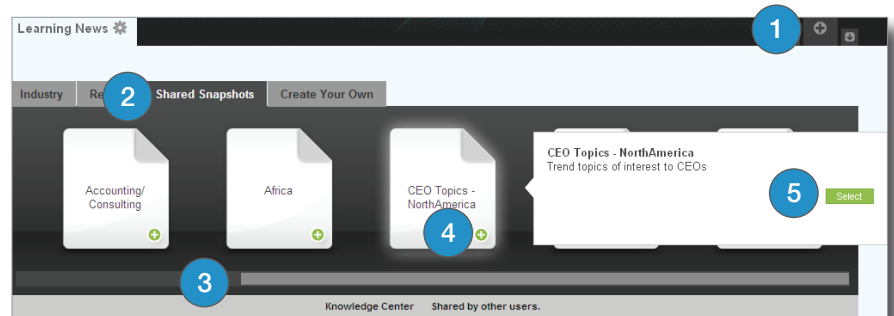 Learning News
1
Industry
Re
2
Shared Snapshots
Create Your Own
Accounting/
Consulting
Africa
CEO Topics -
NorthAmerica
4
CEO Topics - NorthAmerica
Trend topics of interest to CEOs
5
Select
3
Knowledge Center Shared by other users.